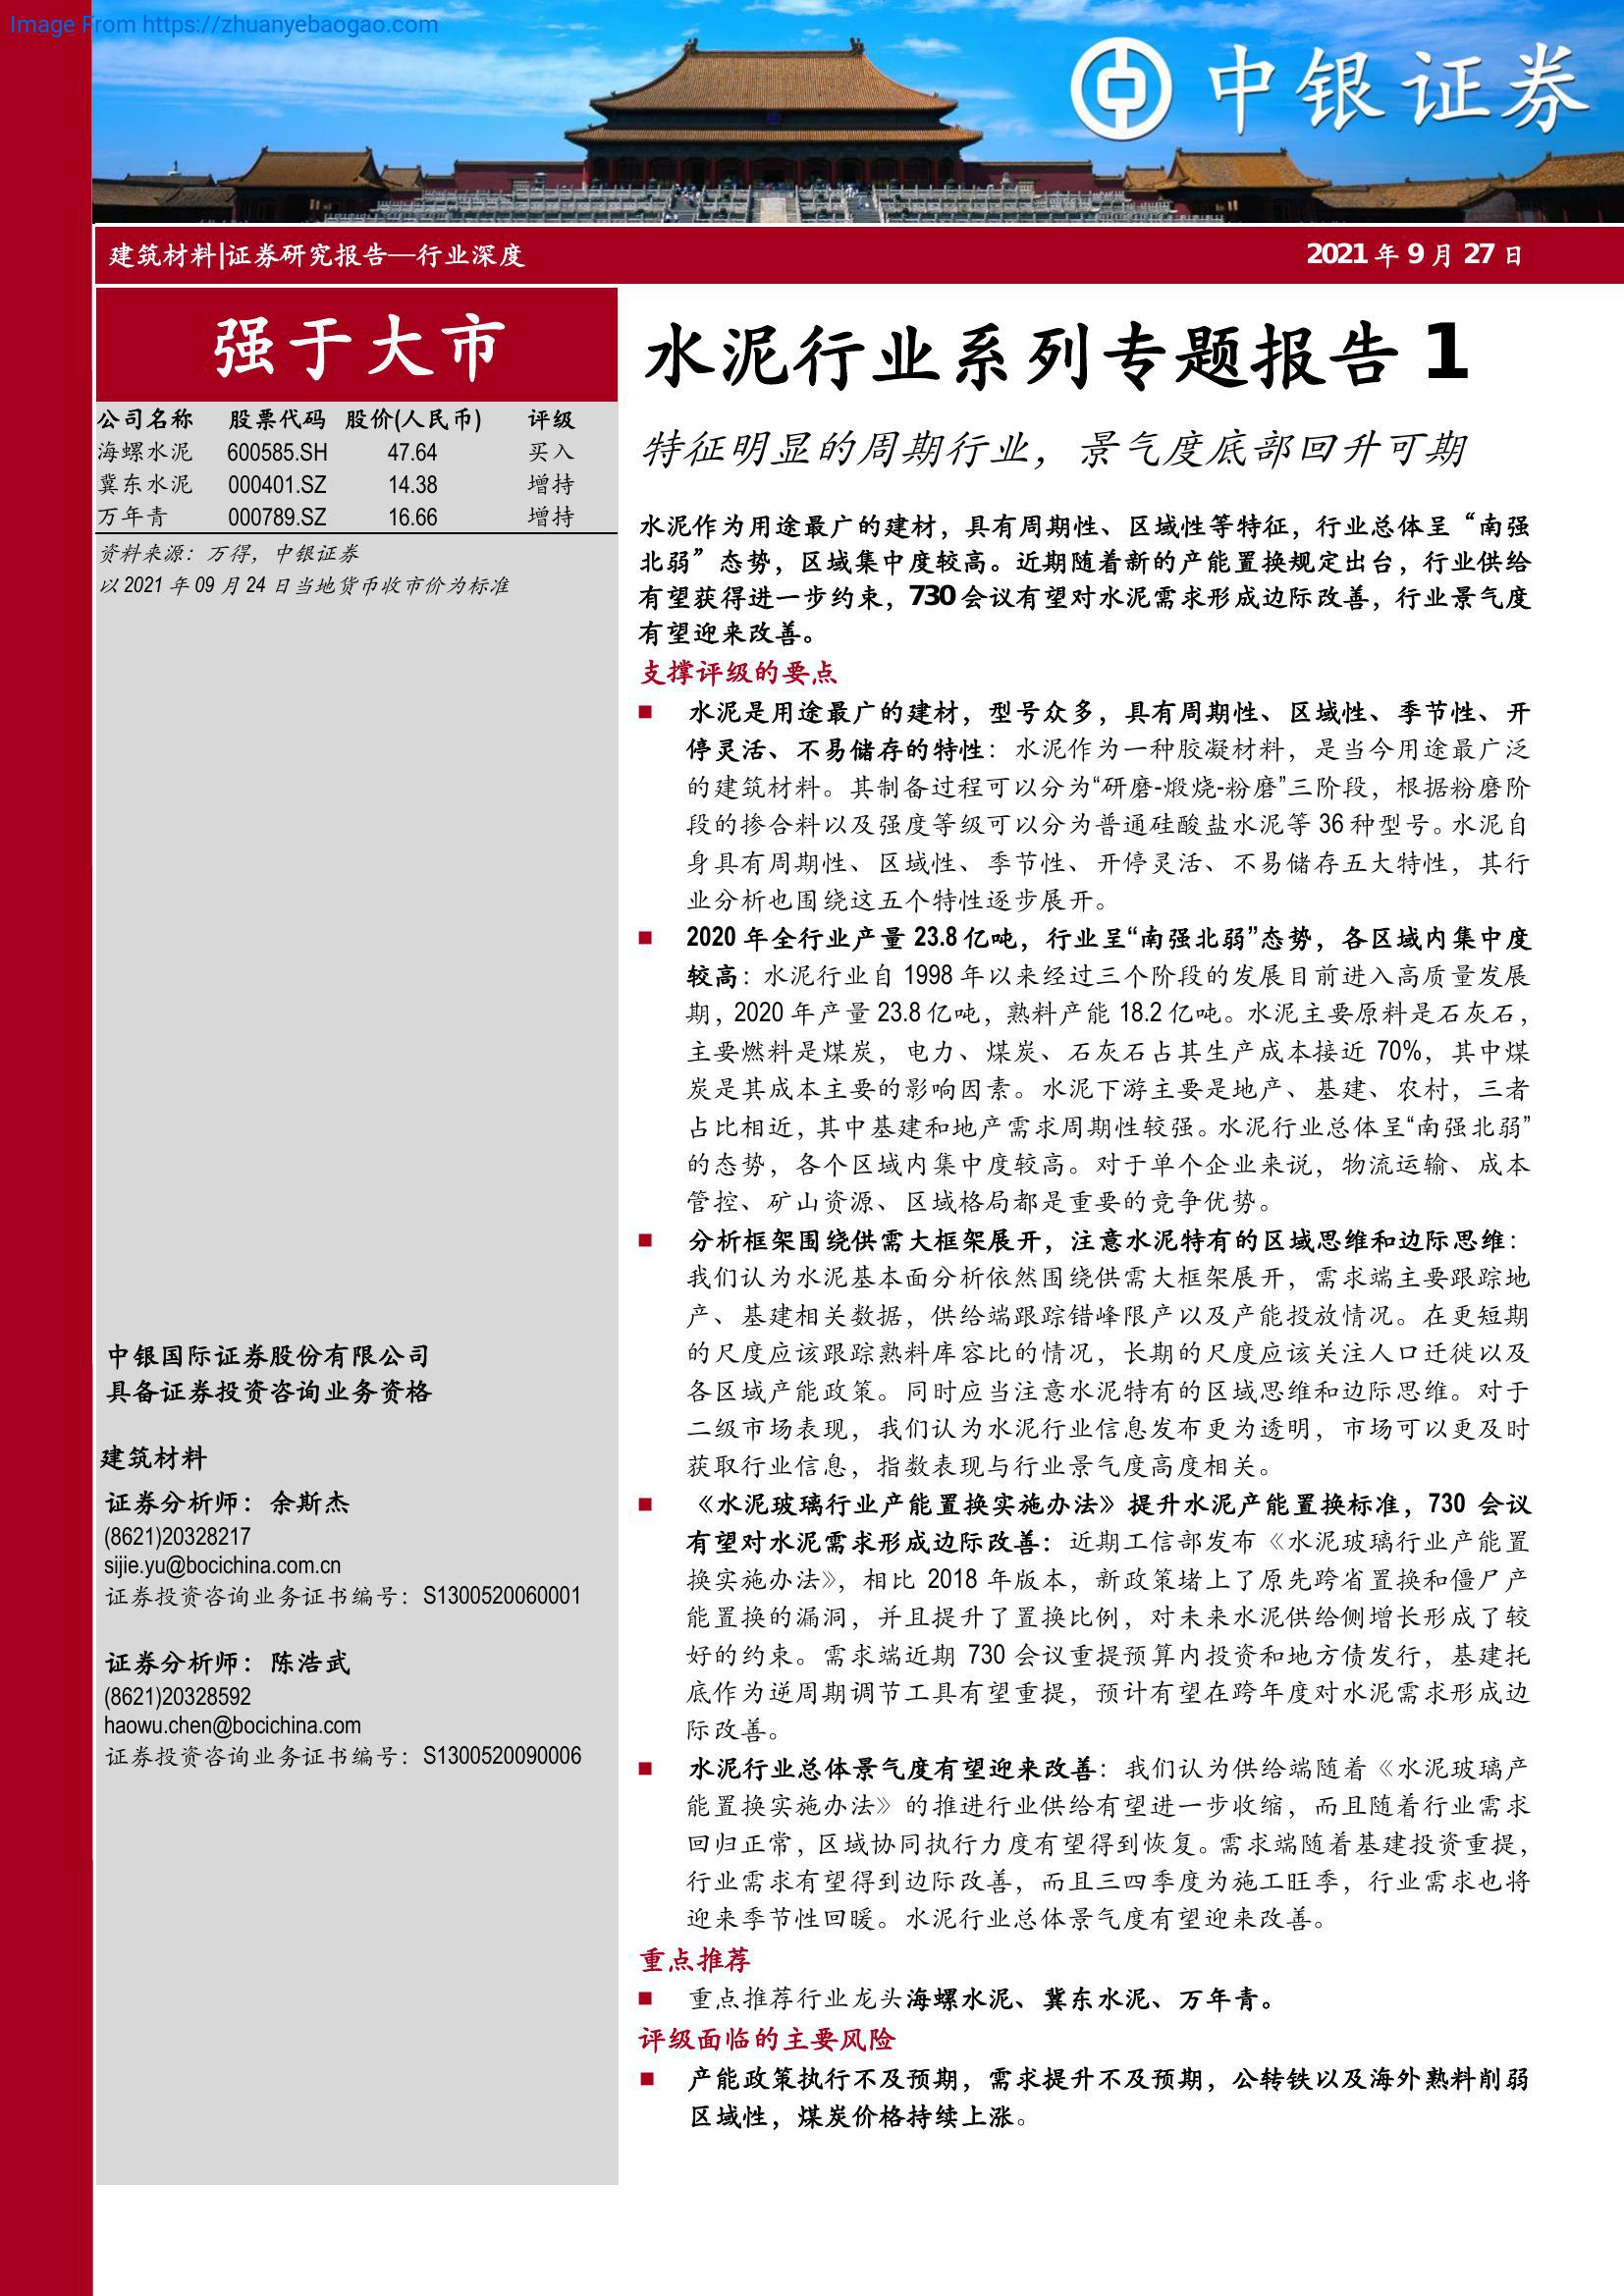 Image From https://zhuanyebaogao.com
中银证券
建筑材料|证券研究报告—行业深度
2021 年 9 月 27 日
强于大市
公司名称 股票代码 股价(人民币) 评级
海螺水泥 600585.SH 47.64 买入
冀东水泥 000401.SZ 14.38 增持
万年青 000789.SZ 16.66 增持
资料来源：万得，中银证券
以 2021 年 09 月 24 日当地货币收市价为标准
中银国际证券股份有限公司
具备证券投资咨询业务资格
建筑材料
证券分析师：余斯杰
(8621)20328217
sijie.yu@bocichina.com.cn
证券投资咨询业务证书编号：S1300520060001
证券分析师：陈浩武
(8621)20328592
haowu.chen@bocichina.com
证券投资咨询业务证书编号：S1300520090006
水泥行业系列专题报告 1
特征明显的周期行业，景气度底部回升可期
水泥作为用途最广的建材，具有周期性、区域性等特征，行业总体呈“南强
北弱”态势，区域集中度较高。近期随着新的产能置换规定出台，行业供给
有望获得进一步约束，730 会议有望对水泥需求形成边际改善，行业景气度
有望迎来改善。
支撑评级的要点
■ 水泥是用途最广的建材，型号众多，具有周期性、区域性、季节性、开
停灵活、不易储存的特性：水泥作为一种胶凝材料，是当今用途最广泛
的建筑材料。其制备过程可以分为“研磨-煅烧-粉磨”三阶段，根据粉磨阶
段的掺合料以及强度等级可以分为普通硅酸盐水泥等 36 种型号。水泥自
身具有周期性、区域性、季节性、开停灵活、不易储存五大特性，其行
业分析也围绕这五个特性逐步展开。
■ 2020 年全行业产量 23.8 亿吨，行业呈“南强北弱”态势，各区域内集中度
较高：水泥行业自 1998 年以来经过三个阶段的发展目前进入高质量发展
期，2020 年产量 23.8 亿吨，熟料产能 18.2 亿吨。水泥主要原料是石灰石，
主要燃料是煤炭，电力、煤炭、石灰石占其生产成本接近 70%，其中煤
炭是其成本主要的影响因素。水泥下游主要是地产、基建、农村，三者
占比相近，其中基建和地产需求周期性较强。水泥行业总体呈“南强北弱”
的态势，各个区域内集中度较高。对于单个企业来说，物流运输、成本
管控、矿山资源、区域格局都是重要的竞争优势。
■ 分析框架围绕供需大框架展开，注意水泥特有的区域思维和边际思维：
我们认为水泥基本面分析依然围绕供需大框架展开，需求端主要跟踪地
产、基建相关数据，供给端跟踪错峰限产以及产能投放情况。在更短期
的尺度应该跟踪熟料库容比的情况，长期的尺度应该关注人口迁徙以及
各区域产能政策。同时应当注意水泥特有的区域思维和边际思维。对于
二级市场表现，我们认为水泥行业信息发布更为透明，市场可以更及时
获取行业信息，指数表现与行业景气度高度相关。
■ 《水泥玻璃行业产能置换实施办法》提升水泥产能置换标准，730 会议
有望对水泥需求形成边际改善：近期工信部发布《水泥玻璃行业产能置
换实施办法》，相比 2018 年版本，新政策堵上了原先跨省置换和僵尸产
能置换的漏洞，并且提升了置换比例，对未来水泥供给侧增长形成了较
好的约束。需求端近期 730 会议重提预算内投资和地方债发行，基建托
底作为逆周期调节工具有望重提，预计有望在跨年度对水泥需求形成边
际改善。
■ 水泥行业总体景气度有望迎来改善：我们认为供给端随着《水泥玻璃产
能置换实施办法》的推进行业供给有望进一步收缩，而且随着行业需求
回归正常，区域协同执行力度有望得到恢复。需求端随着基建投资重提，
行业需求有望得到边际改善，而且三四季度为施工旺季，行业需求也将
迎来季节性回暖。水泥行业总体景气度有望迎来改善。
重点推荐
■ 重点推荐行业龙头海螺水泥、冀东水泥、万年青。
评级面临的主要风险
■ 产能政策执行不及预期，需求提升不及预期，公转铁以及海外熟料削弱
区域性，煤炭价格持续上涨。